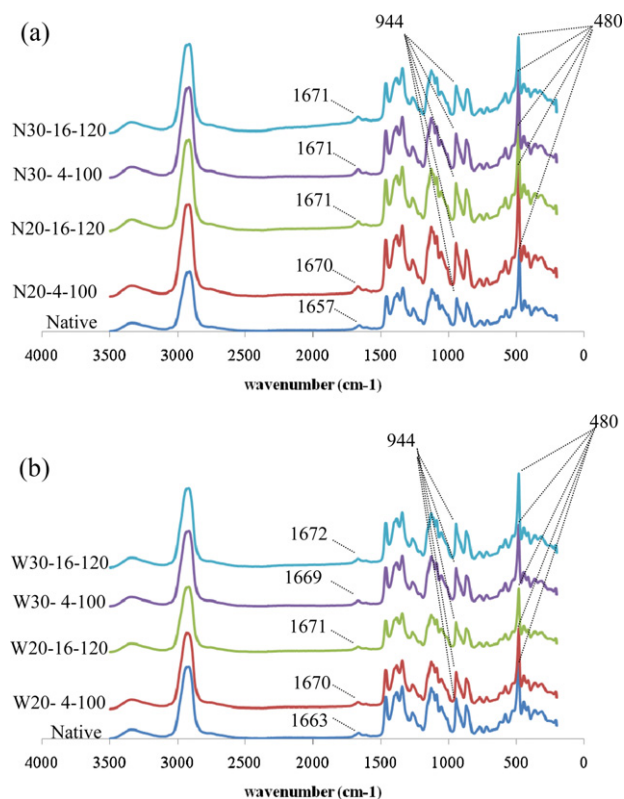 (a)
944
480
1671
N30-16-120
1671
N30- 4-100
1671
N20-16-120
1670
N20-4-100
1657
Native
4000 3500 3000 2500 2000 1500 1000 500 0
wavenumber (cm-1)
(b)
944
480
1672
W30-16-120
1669
W30- 4-100
1671
W20-16-120
1670
W20- 4-100
1663
Native
4000 3500 3000 2500 2000 1500 1000 500 0
wavenumber (cm-1)